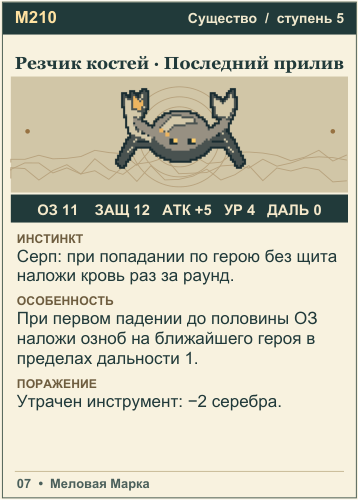 М210
Существо / ступень 5
Резчик костей · Последний прилив
ОЗ 11 ЗАЩ 12 АТК +5 УР 4 ДАЛЬ 0
ИНСТИНКТ
Серп: при попадании по герою без щита
наложи кровь раз за раунд.
ОСОБЕННОСТЬ
При первом падении до половины ОЗ
наложи озноб на ближайшего героя в
пределах дальности 1.
ПОРАЖЕНИЕ
Утрачен инструмент: −2 серебра.
07 • Меловая Марка